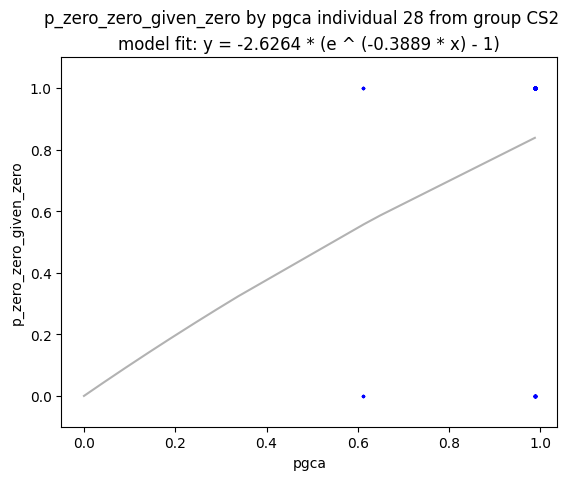 p_zero_zero_given_zero by pgca individual 28 from group CS2
model fit: y = -2.6264 * (e ^ (-0.3889 * x) - 1)
1.0
0.8
0.6
0.4
0.2
0.0
p_zero_zero_given_zero
0.0 0.2 0.4 0.6 0.8 1.0
pgca